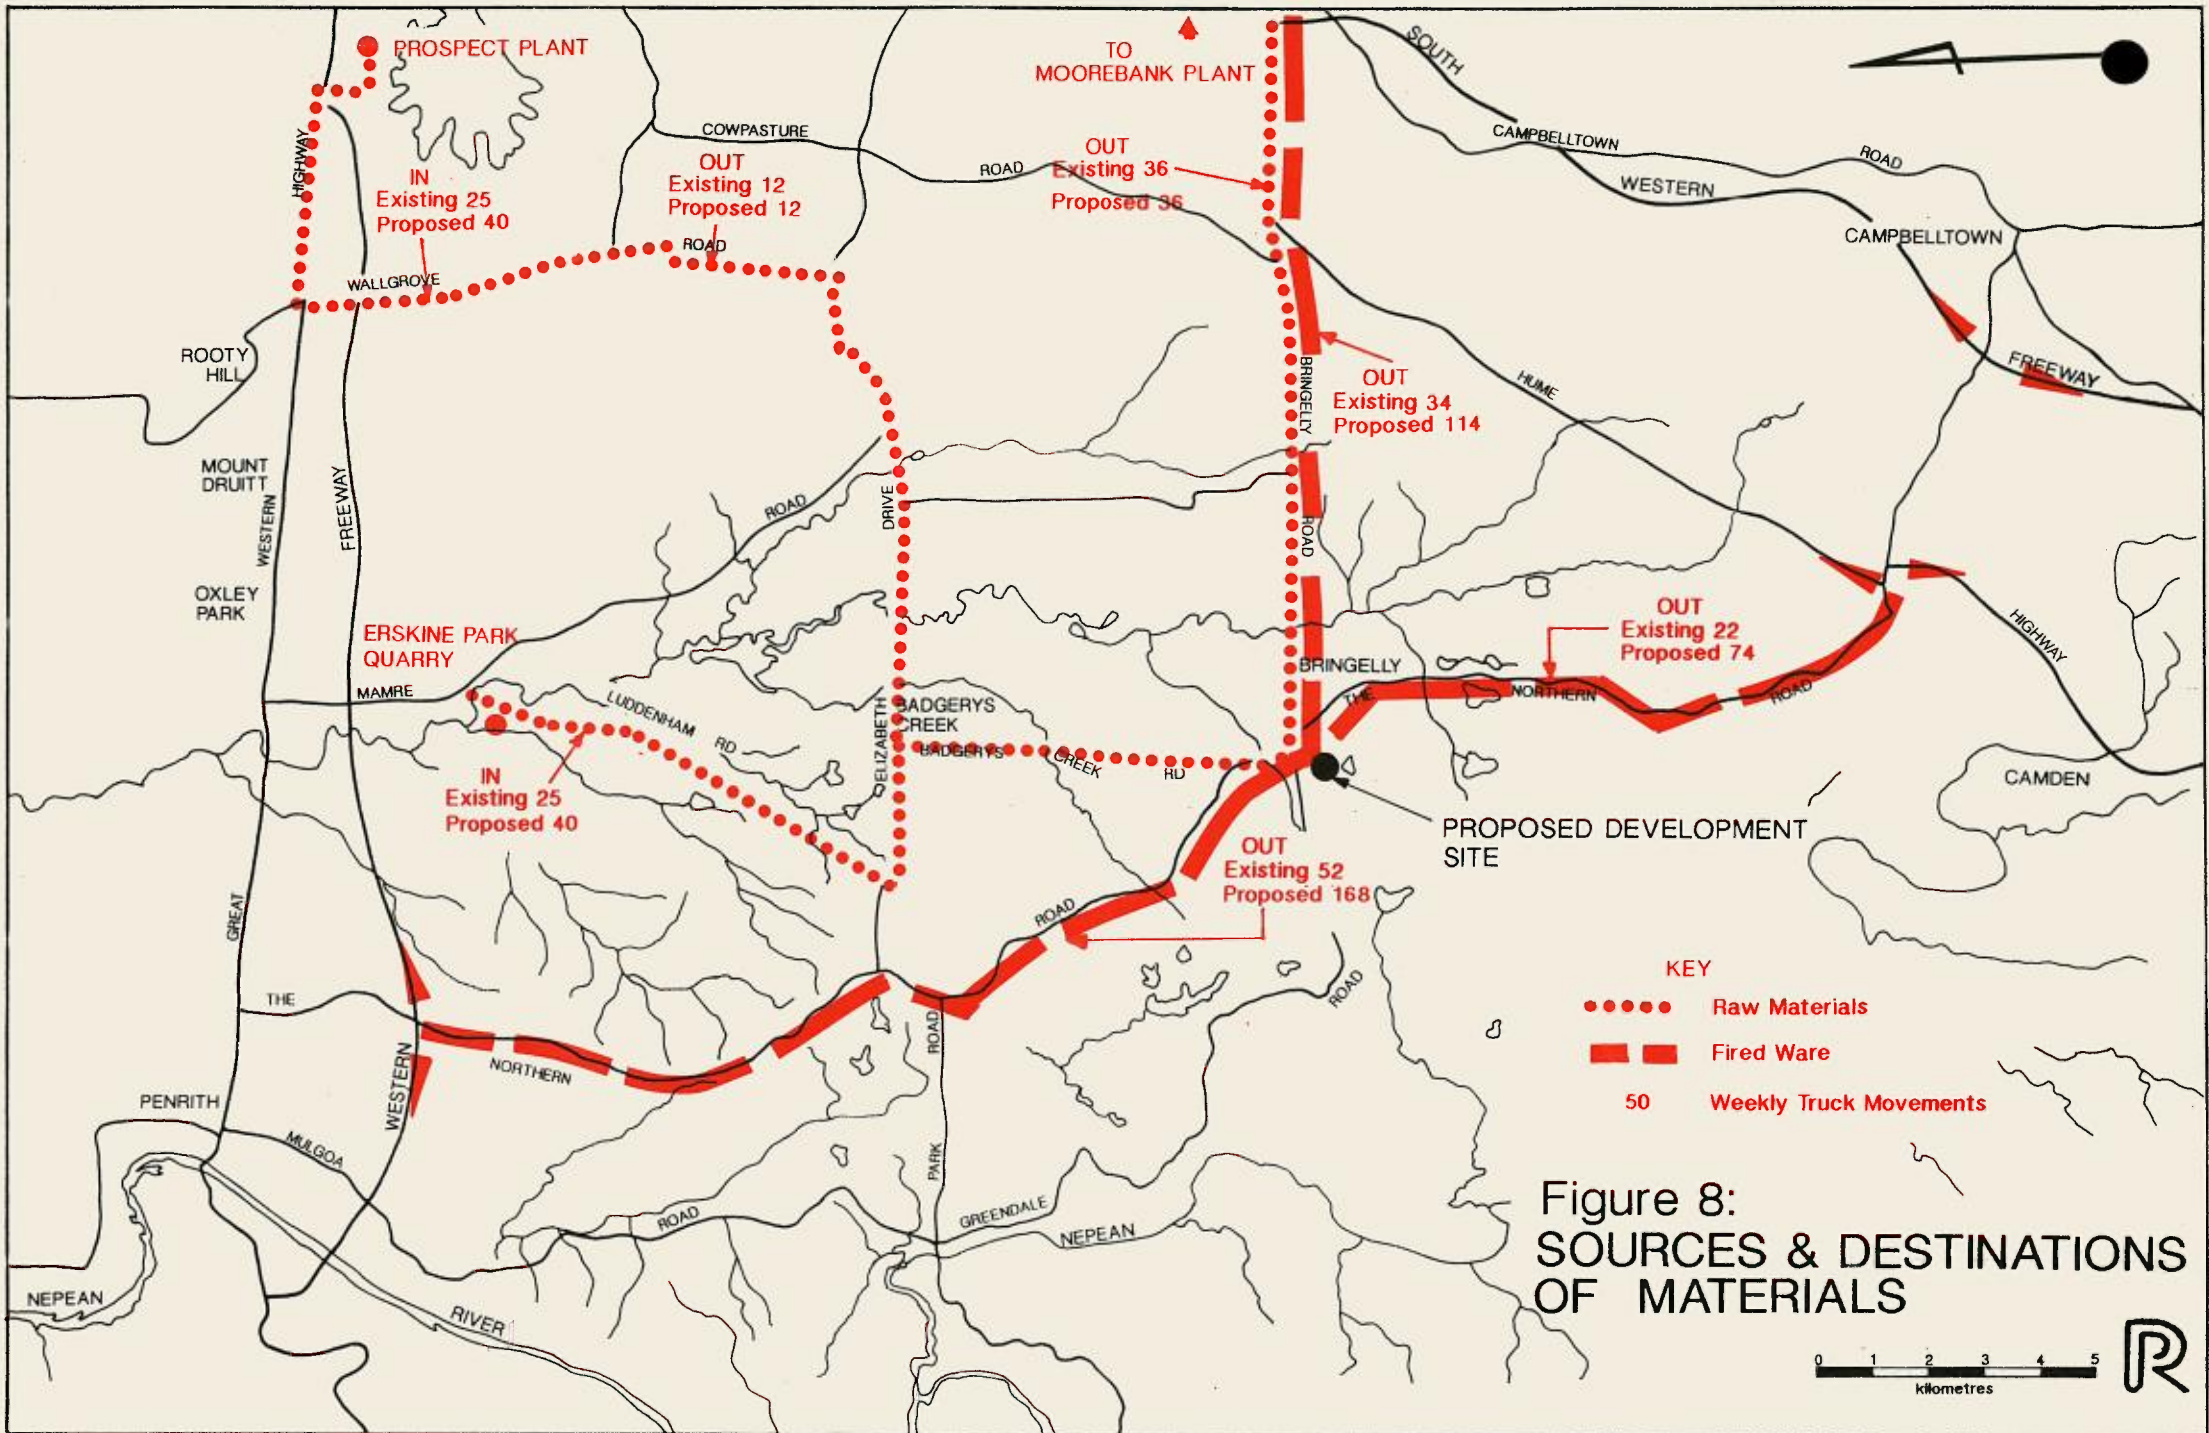 PROSPECT PLANT
TO
MOOREBANK PLANT
SOUTH
HIGHWAY
COWPASTURE
ROAD
CAMPBELLTOWN
ROAD
WESTERN
CAMPBELLTOWN
IN
Existing 25
Proposed 40
OUT
Existing 12
Proposed 12
OUT
Existing 36
Proposed 36
ROAD
WALLGROVE
ROOTY
HILL
BRINGELLY
OUT
Existing 34
Proposed 114
HUME
FREEWAY
MOUNT
DRUITT
WESTERN
FREEWAY
ROAD
DRIVE
ROAD
OXLEY
PARK
ERSKINE PARK
QUARRY
MAMRE
LUDDENHAM
RD
ELIZABETH
BADGERYS
CREEK
BADGERYS
CREEK
RD
BRINGELLY
THE
NORTHERN
ROAD
OUT
Existing 22
Proposed 74
HIGHWAY
CAMDEN
IN
Existing 25
Proposed 40
PROPOSED DEVELOPMENT
SITE
OUT
Existing 52
Proposed 168
GREAT
ROAD
ROAD
THE
NORTHERN
WESTERN
ROAD
PARK
PENRITH
MULGOA
ROAD
GREENDALE
NEPEAN
NEPEAN
RIVER
KEY
Raw Materials
Fired Ware
50 Weekly Truck Movements
Figure 8:
SOURCES & DESTINATIONS
OF MATERIALS
0 1 2 3 4 5
kilometres
R